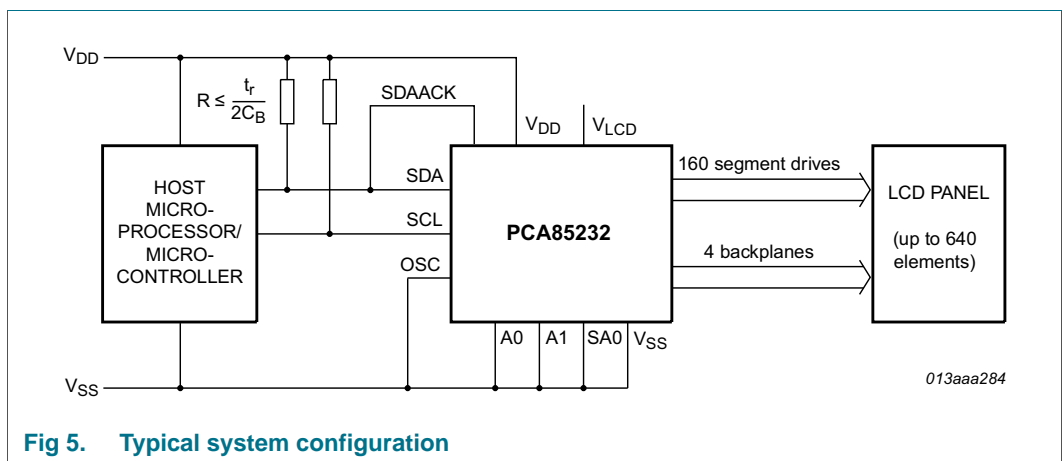 VDD
R ≤ tr
2CB
SDAACK
VDD
VLCD
HOST
MICRO-
PROCESSOR/
MICRO-
CONTROLLER
SDA
SCL
OSC
PCA85232
160 segment drives
4 backplanes
LCD PANEL
(up to 640
elements)
A0
A1
SA0
VSS
VSS
013aaa284
Fig 5. Typical system configuration